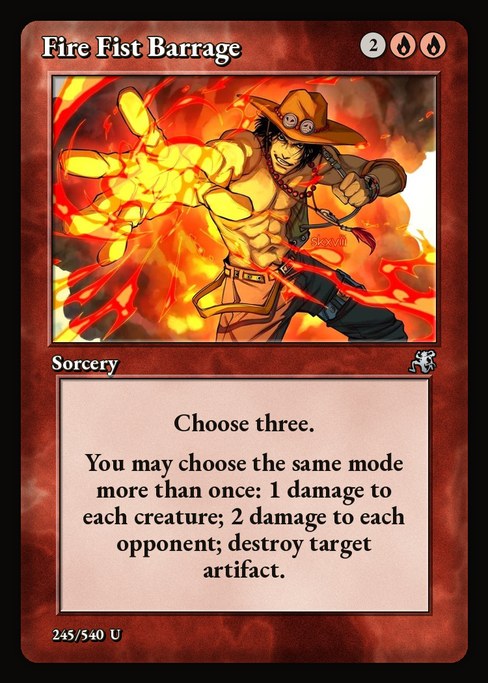 Fire Fist Barrage 2
skxviii
Sorcery
Choose three.
You may choose the same mode
more than once: 1 damage to
each creature; 2 damage to each
opponent; destroy target
artifact.
245/540 U